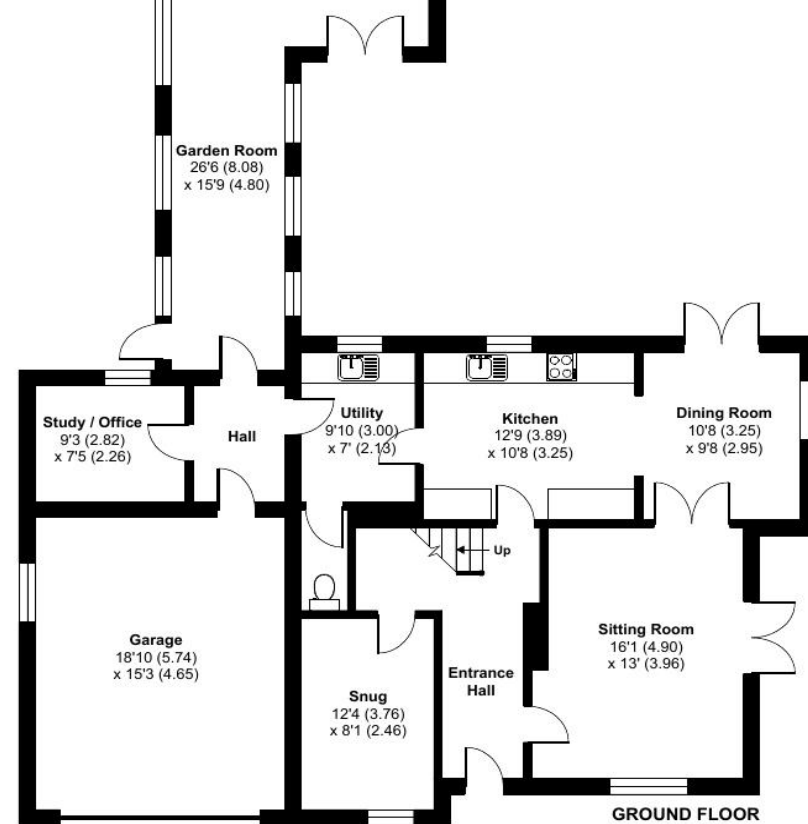 Garden Room
26'6 (8.08)
x 15'9 (4.80)
Study / Office
9'3 (2.82)
x 7'5 (2.26)
Hall
Utility
9'10 (3.00)
x 7' (2.13)
Kitchen
12'9 (3.89)
x 10'8 (3.25)
Dining Room
10'8 (3.25)
x 9'8 (2.95)
Up
Garage
18'10 (5.74)
x 15'3 (4.65)
Snug
12'4 (3.76)
x 8'1 (2.46)
Entrance
Hall
Sitting Room
16'1 (4.90)
x 13' (3.96)
GROUND FLOOR